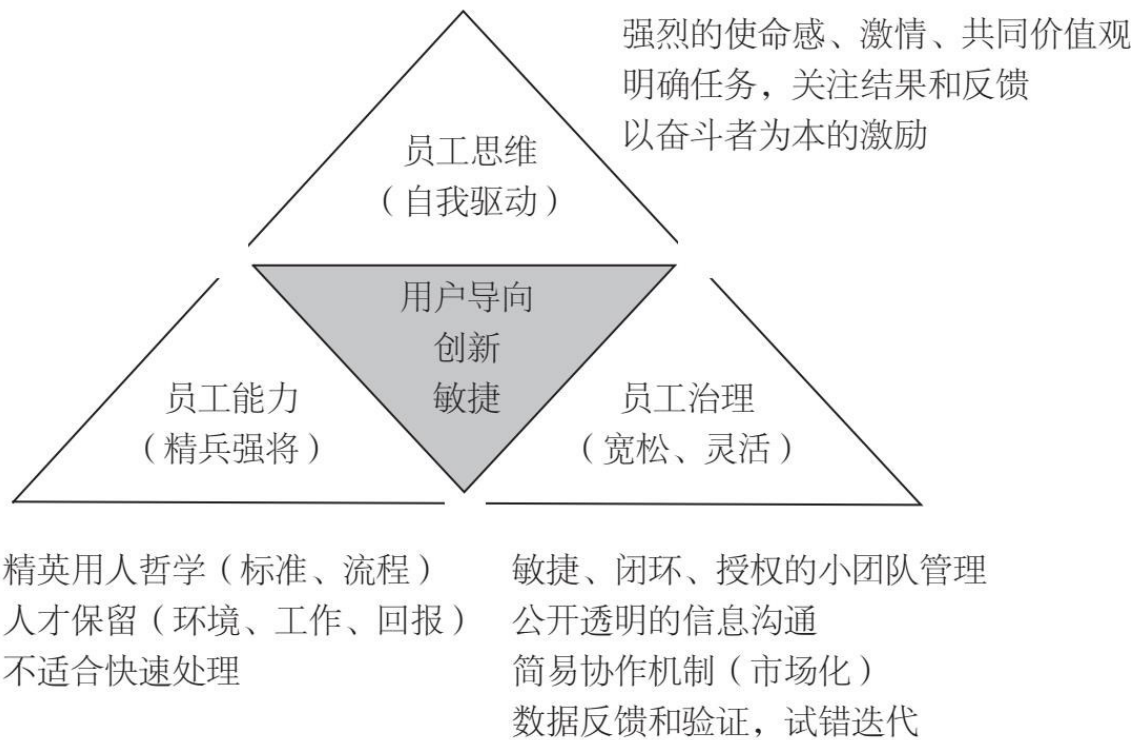 强烈的使命感、激情、共同价值观
明确任务，关注结果和反馈
以奋斗者为本的激励
员工思维
（自我驱动）
用户导向
创新
敏捷
员工能力
（精兵强将）
员工治理
（宽松、灵活）
精英用人哲学（标准、流程）
人才保留（环境、工作、回报）
不适合快速处理
敏捷、闭环、授权的小团队管理
公开透明的信息沟通
简易协作机制（市场化）
数据反馈和验证，试错迭代